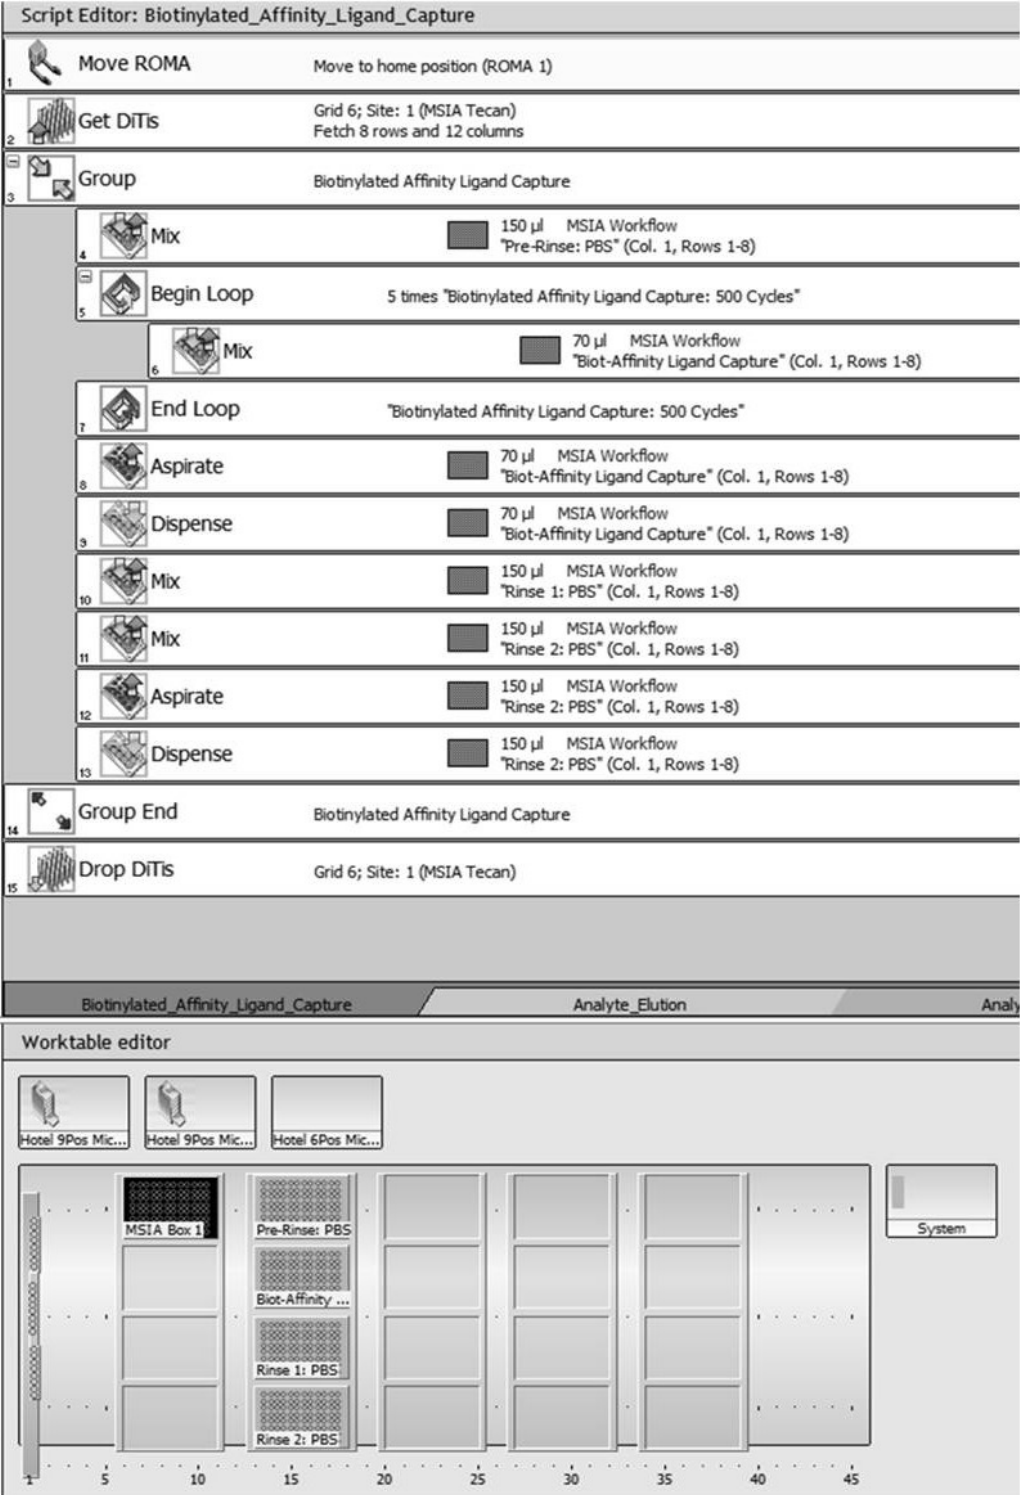 Script Editor: Biotinylated_Affinity_Ligand_Capture
1 Move ROMA Move to home position (ROMA 1)
2 Get DiTis Grid 6; Site: 1 (MSIA Tecan)
Fetch 8 rows and 12 columns
3 Group Biotinylated Affinity Ligand Capture
4 Mix 150 µl MSIA Workflow
"Pre-Rinse: PBS" (Col. 1, Rows 1-8)
5 Begin Loop 5 times "Biotinylated Affinity Ligand Capture: 500 Cycles"
6 Mix 70 µl MSIA Workflow
"Biot-Affinity Ligand Capture" (Col. 1, Rows 1-8)
7 End Loop "Biotinylated Affinity Ligand Capture: 500 Cycles"
8 Aspirate 70 µl MSIA Workflow
"Biot-Affinity Ligand Capture" (Col. 1, Rows 1-8)
9 Dispense 70 µl MSIA Workflow
"Biot-Affinity Ligand Capture" (Col. 1, Rows 1-8)
10 Mix 150 µl MSIA Workflow
"Rinse 1: PBS" (Col. 1, Rows 1-8)
11 Mix 150 µl MSIA Workflow
"Rinse 2: PBS" (Col. 1, Rows 1-8)
12 Aspirate 150 µl MSIA Workflow
"Rinse 2: PBS" (Col. 1, Rows 1-8)
13 Dispense 150 µl MSIA Workflow
"Rinse 2: PBS" (Col. 1, Rows 1-8)
14 Group End Biotinylated Affinity Ligand Capture
15 Drop DiTis Grid 6; Site: 1 (MSIA Tecan)
Biotinylated_Affinity_Ligand_Capture Analyte_Elution Analy
Worktable editor
Hotel 9Pos Mic... Hotel 9Pos Mic... Hotel 6Pos Mic...
MSIA Box 1 Pre-Rinse: PBS System
Biot-Affinity ...
Rinse 1: PBS
Rinse 2: PBS
1 5 10 15 20 25 30 35 40 45